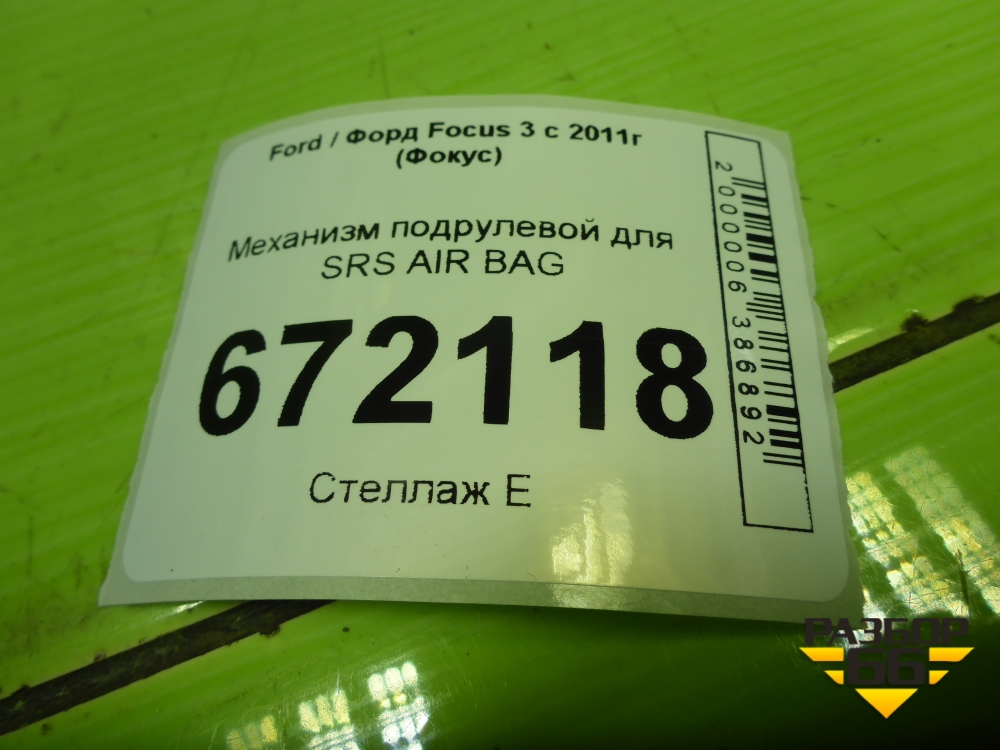 Ford / Форд Focus 3 с 2011г
(Фокус)
Механизм подрулевой для
SRS AIR BAG
672118
Стеллаж Е
2000006386892
РАЗБОР
66